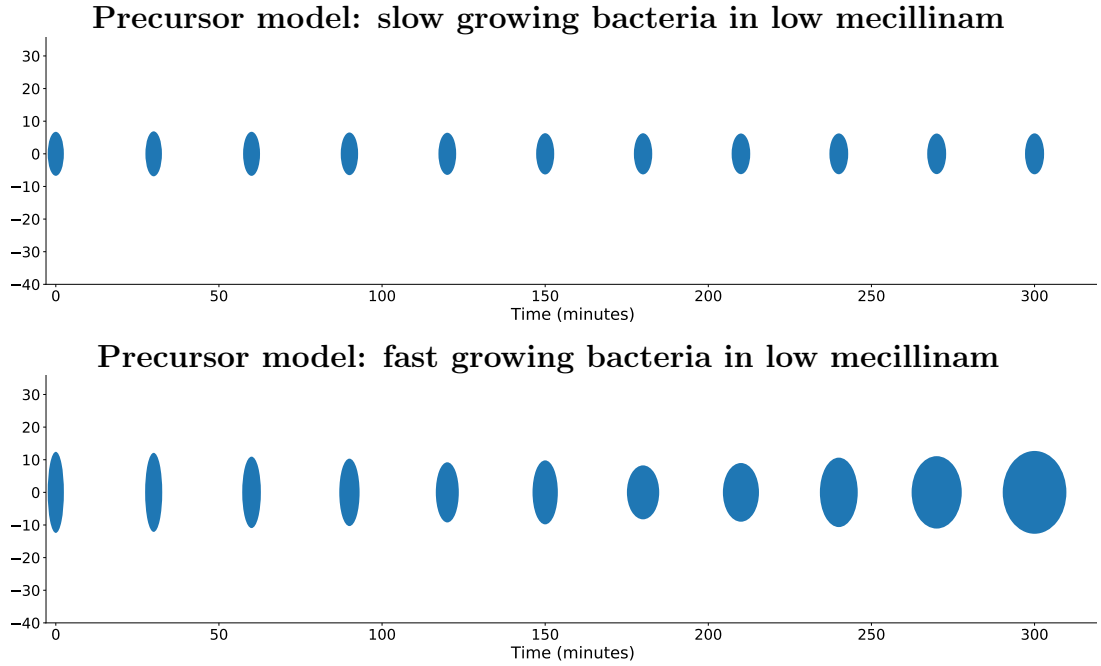 Precursor model: slow growing bacteria in low mecillinam
30
20
10
0
−10
−20
−30
−40
0 50 100 150 200 250 300
Time (minutes)
Precursor model: fast growing bacteria in low mecillinam
30
20
10
0
−10
−20
−30
−40
0 50 100 150 200 250 300
Time (minutes)